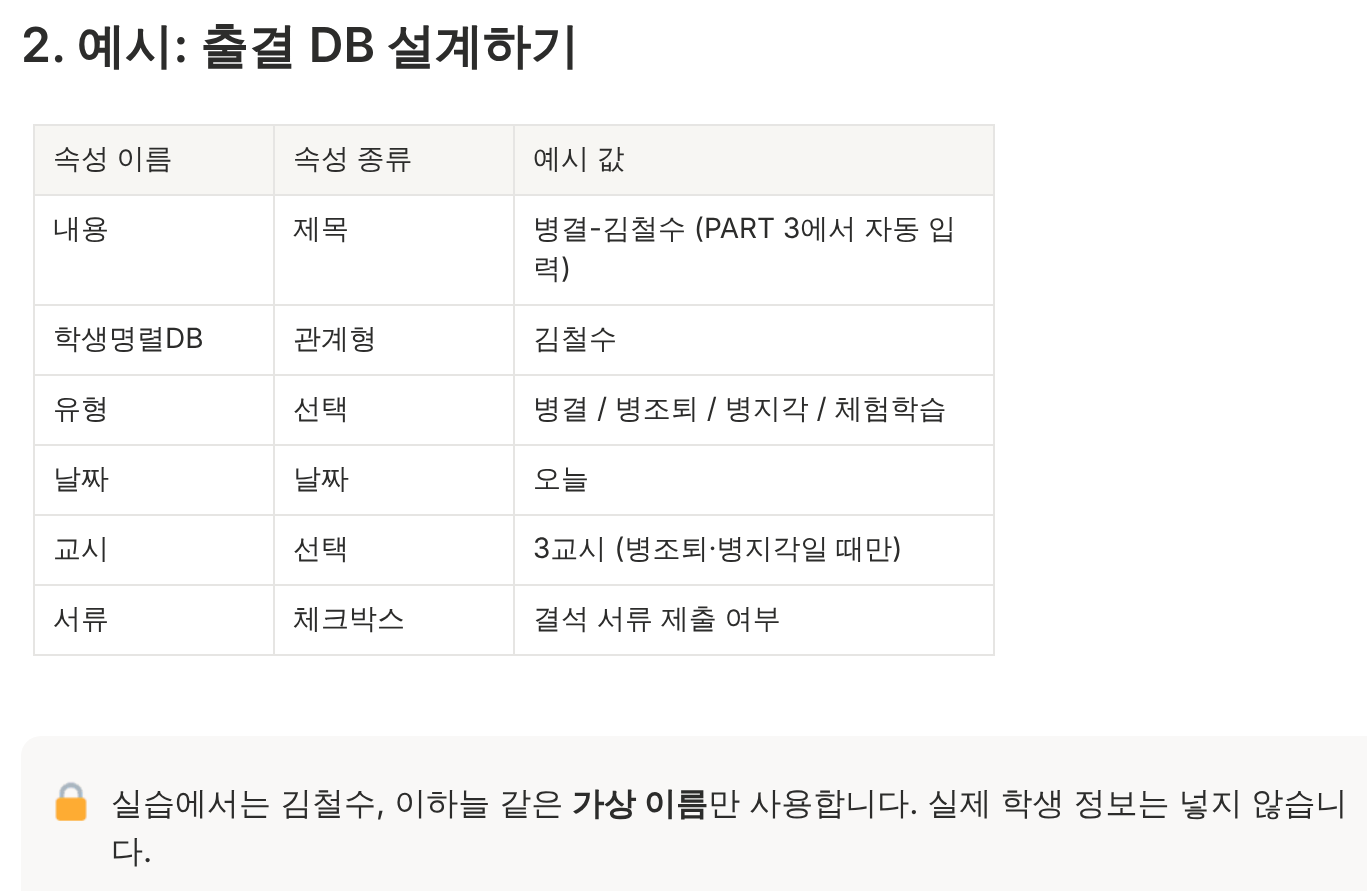 2. 예시: 출결 DB 설계하기
속성 이름 속성 종류 예시 값
내용 제목 병결-김철수 (PART 3에서 자동 입
력)
학생명렬DB 관계형 김철수
유형 선택 병결 / 병조퇴 / 병지각 / 체험학습
날짜 날짜 오늘
교시 선택 3교시 (병조퇴·병지각일 때만)
서류 체크박스 결석 서류 제출 여부
실습에서는 김철수, 이하늘 같은 가상 이름만 사용합니다. 실제 학생 정보는 넣지 않습니
다.